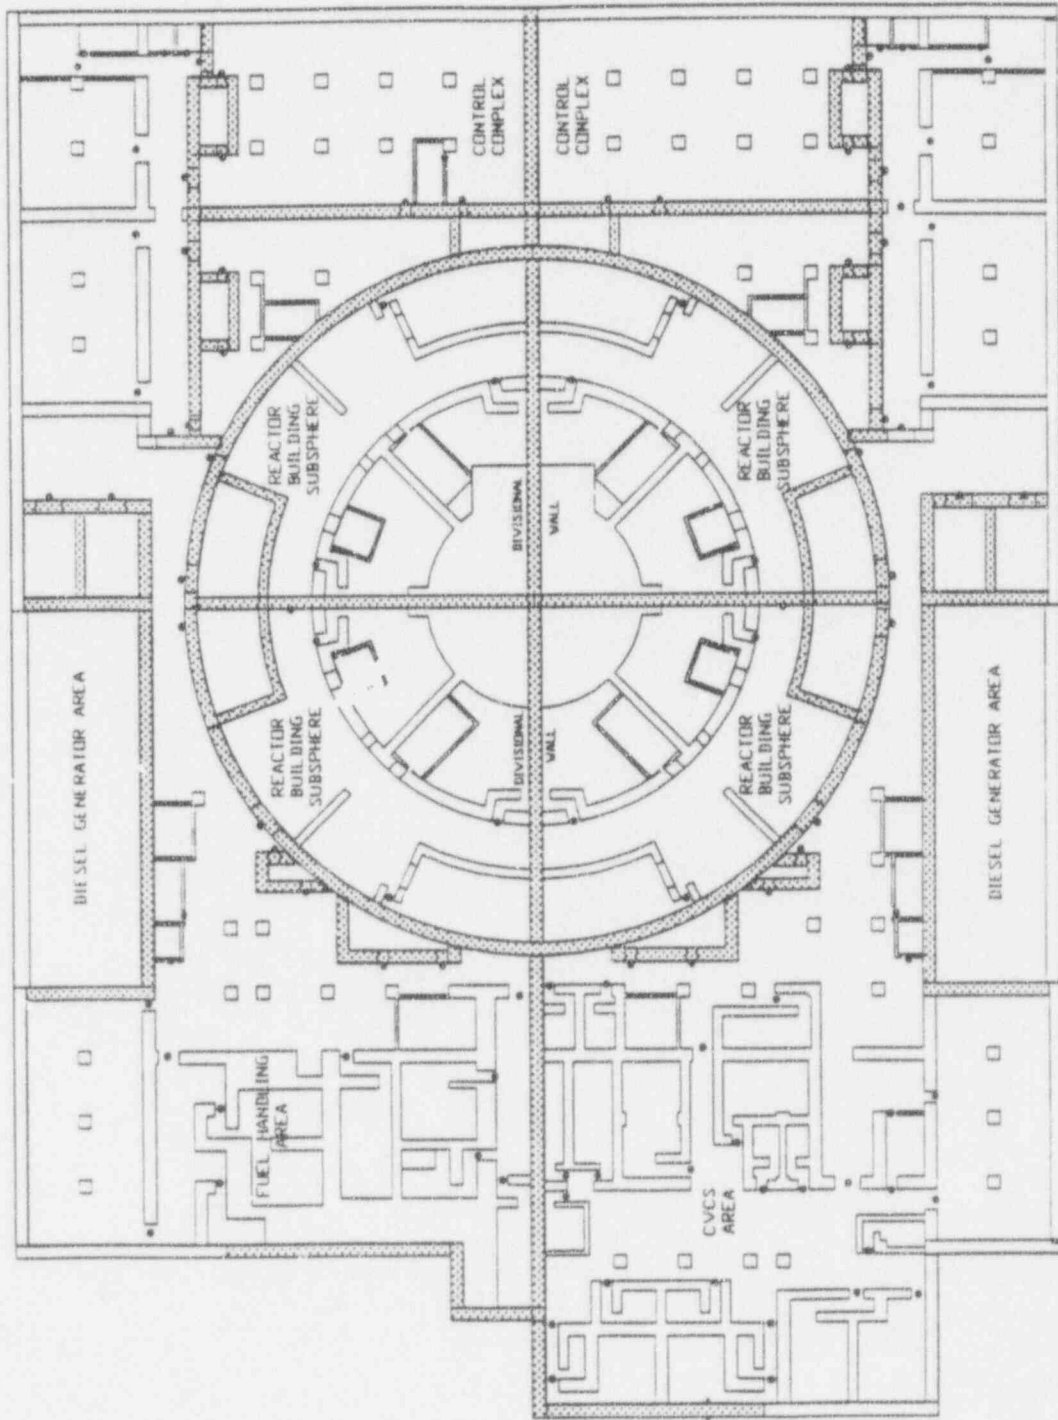 CONTROL
COMPLEX
CONTROL
COMPLEX
REACTOR
BUILDING
SUBSPHERE
REACTOR
BUILDING
SUBSPHERE
DIVISIONAL
WALL
DIESEL GENERATOR AREA
REACTOR
BUILDING
SUBSPHERE
DIVISIONAL
WALL
REACTOR
BUILDING
SUBSPHERE
DIESEL GENERATOR AREA
FUEL HANDLING
AREA
CVCS
AREA